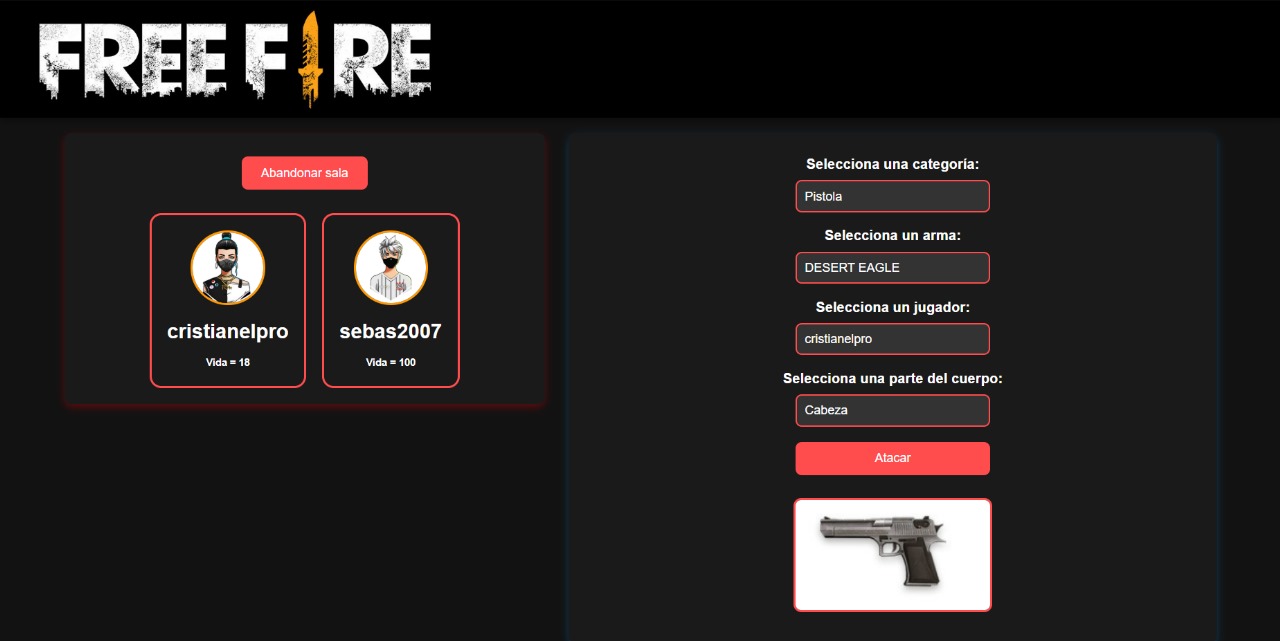 FREE FIRE
Abandonar sala
cristianelpro
Vida = 18
sebas2007
Vida = 100
Selecciona una categoría:
Pistola
Selecciona un arma:
DESERT EAGLE
Selecciona un jugador:
cristianelpro
Selecciona una parte del cuerpo:
Cabeza
Atacar